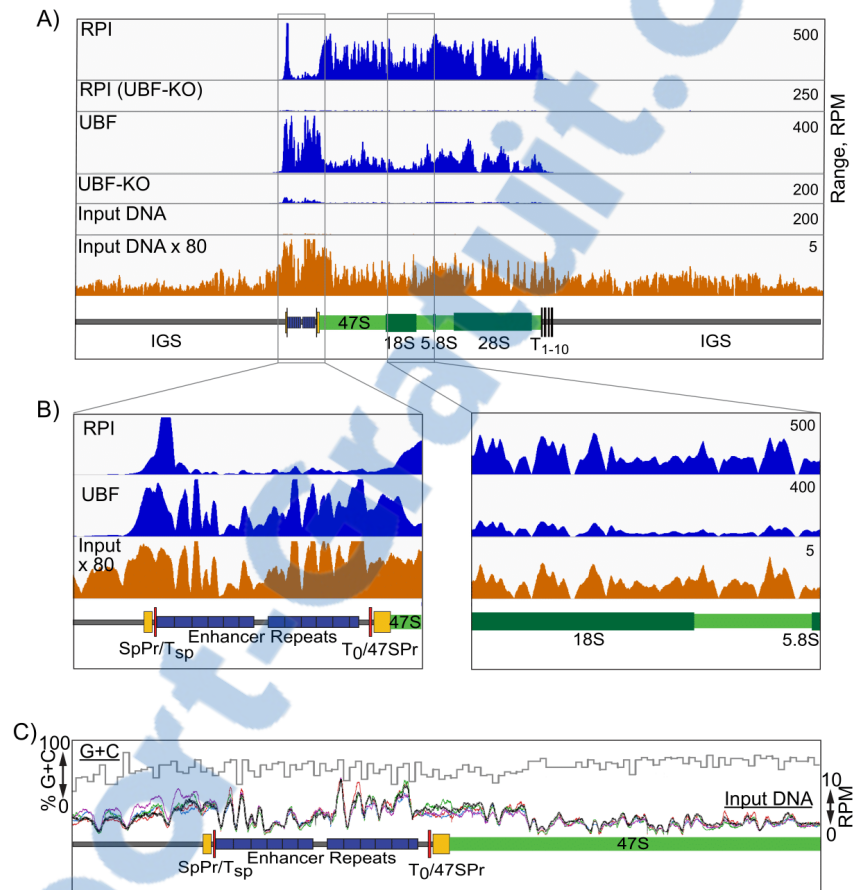 A)
RPI
500
RPI (UBF-KO)
250
UBF
400
UBF-KO
200
Input DNA
200
Input DNA x 80
5
Range, RPM
47S
IGS
18S 5.8S 28S T1-10
IGS
B)
RPI
UBF
Input
x 80
47S
Enhancer Repeats
SpPr/Tsp
T0/47SPr
500
400
5
18S
5.8S
C)
100
G+C
% G+C
0
Input DNA
10
RPM
0
47S
SpPr/Tsp
Enhancer Repeats
T0/47SPr